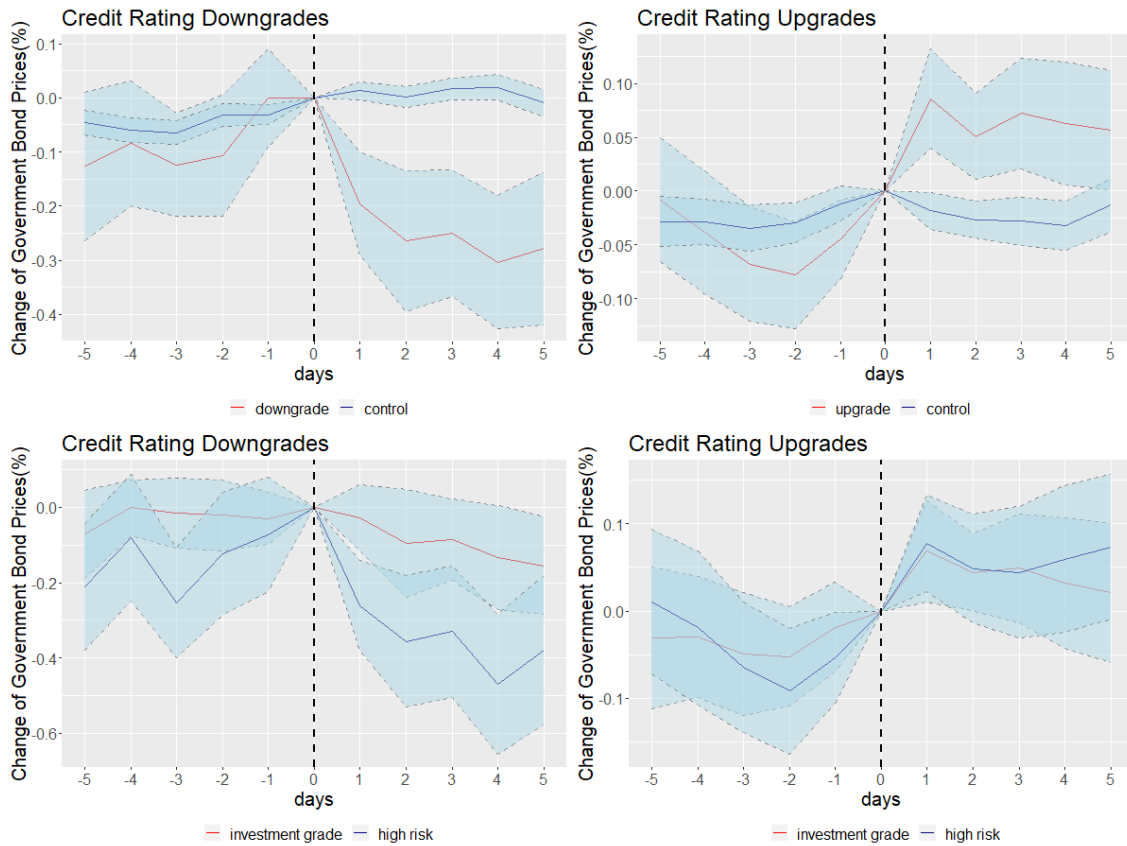 Credit Rating Downgrades
Change of Government Bond Prices(%)
0.1
0.0
-0.1
-0.2
-0.3
-0.4
-5 -4 -3 -2 -1 0 1 2 3 4 5
days
downgrade control
Credit Rating Upgrades
Change of Government Bond Prices(%)
0.10
0.05
0.00
-0.05
-0.10
-5 -4 -3 -2 -1 0 1 2 3 4 5
days
upgrade control
Credit Rating Downgrades
Change of Government Bond Prices(%)
0.0
-0.2
-0.4
-0.6
-5 -4 -3 -2 -1 0 1 2 3 4 5
days
investment grade high risk
Credit Rating Upgrades
Change of Government Bond Prices(%)
0.1
0.0
-0.1
-5 -4 -3 -2 -1 0 1 2 3 4 5
days
investment grade high risk